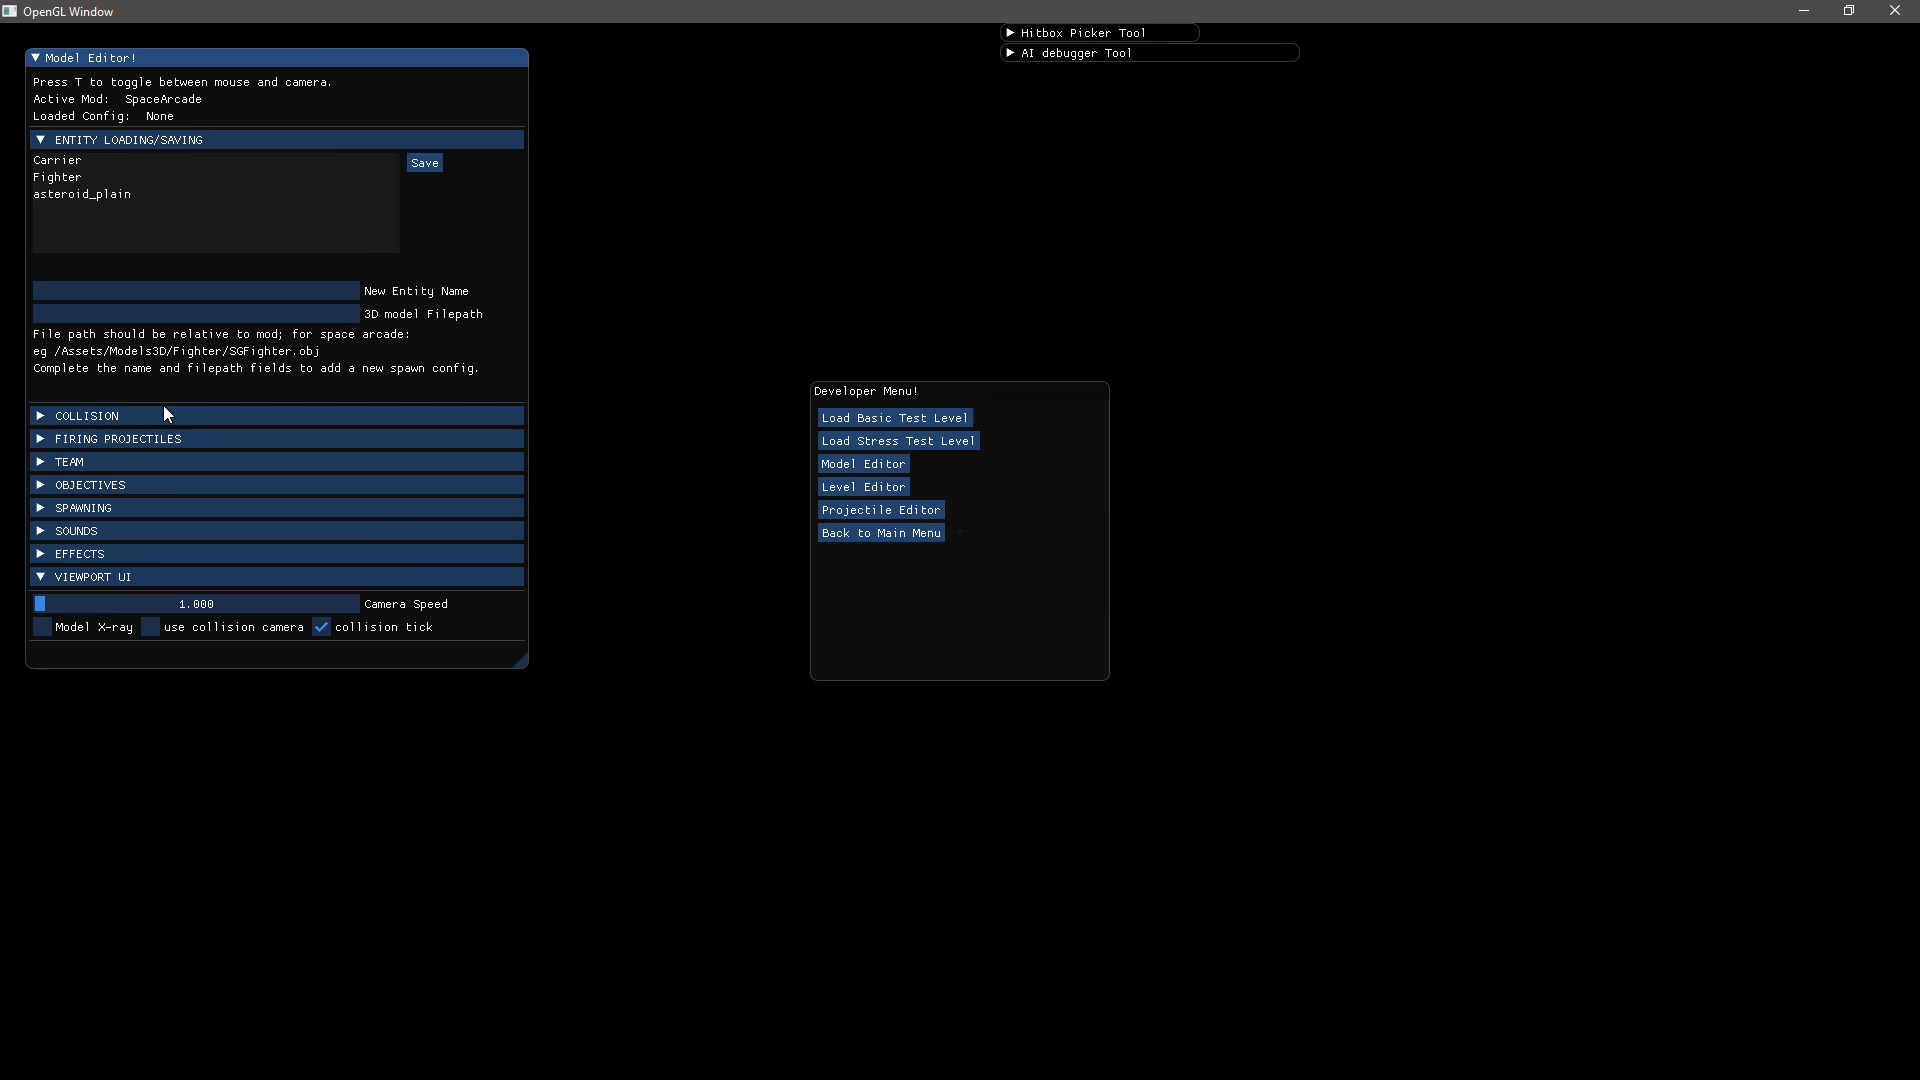 OpenGL Window
Hitbox Picker Tool
AI debugger Tool
Model Editor!
Press T to toggle between mouse and camera.
Active Mod:  SpaceArcade
Loaded Config:  None
ENTITY LOADING/SAVING
Carrier
Fighter
asteroid_plain
Save
New Entity Name
3D model Filepath
File path should be relative to mod; for space arcade:
eg /Assets/Models3D/Fighter/SGFighter.obj
Complete the name and filepath fields to add a new spawn config.
COLLISION
FIRING PROJECTILES
TEAM
OBJECTIVES
SPAWNING
SOUNDS
EFFECTS
VIEWPORT UI
1.000 Camera Speed
Model X-ray use collision camera collision tick
Developer Menu!
Load Basic Test Level
Load Stress Test Level
Model Editor
Level Editor
Projectile Editor
Back to Main Menu